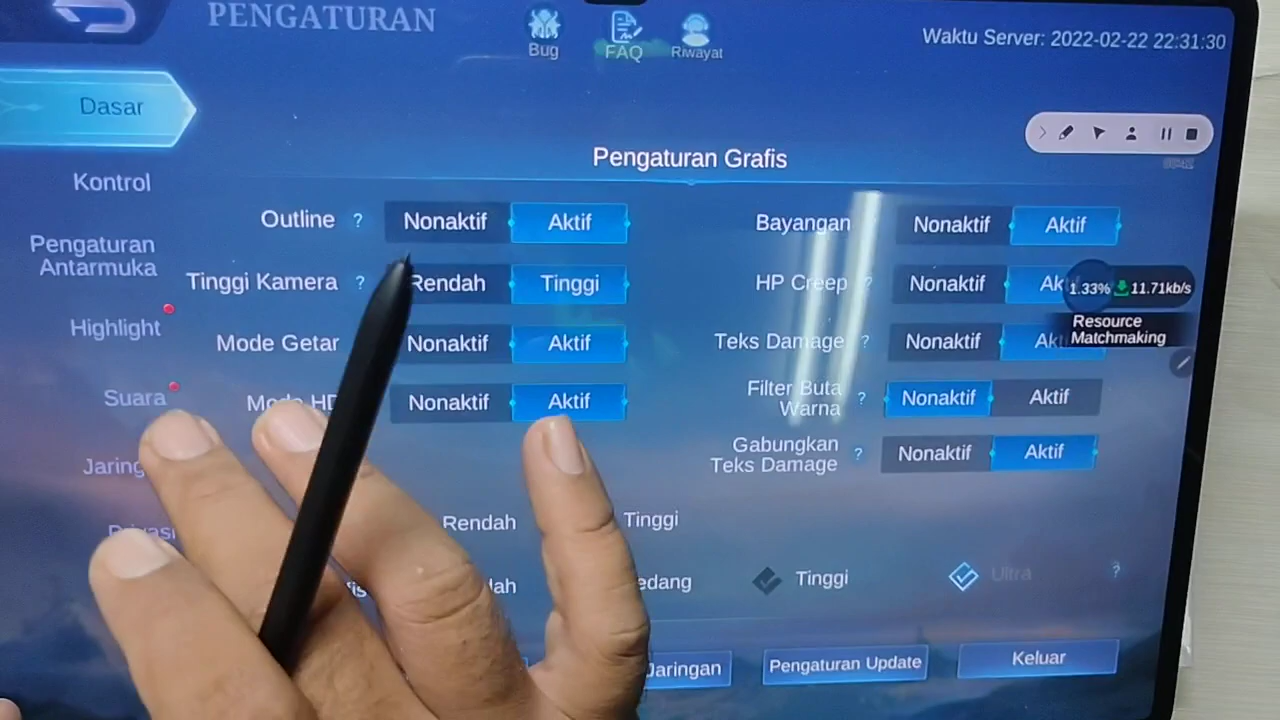 PENGATURAN
Bug
FAQ
Riwayat
Waktu Server: 2022-02-22 22:31:30
Dasar
Kontrol
Pengaturan
Antarmuka
Highlight
Suara
Pengaturan Grafis
Outline ? Nonaktif Aktif
Bayangan Nonaktif Aktif
Tinggi Kamera ? Rendah Tinggi
HP Creep ? Nonaktif
1.33% 11.71kb/s
Resource
Matchmaking
Mode Getar Nonaktif Aktif
Teks Damage ? Nonaktif
Nonaktif Aktif
Filter Buta
Warna ? Nonaktif Aktif
Gabungkan
Teks Damage ? Nonaktif Aktif
Rendah Tinggi
Tinggi Ultra ?
Jaringan
Pengaturan Update
Keluar